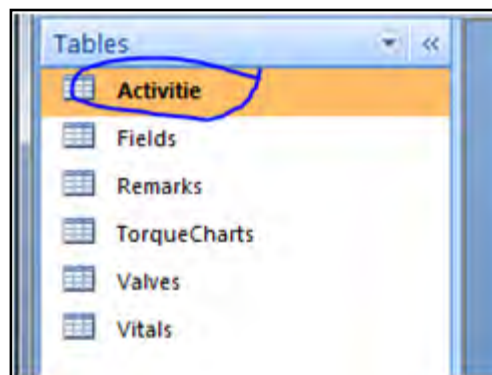 Tables
Activitie
Fields
Remarks
TorqueCharts
Valves
Vitals